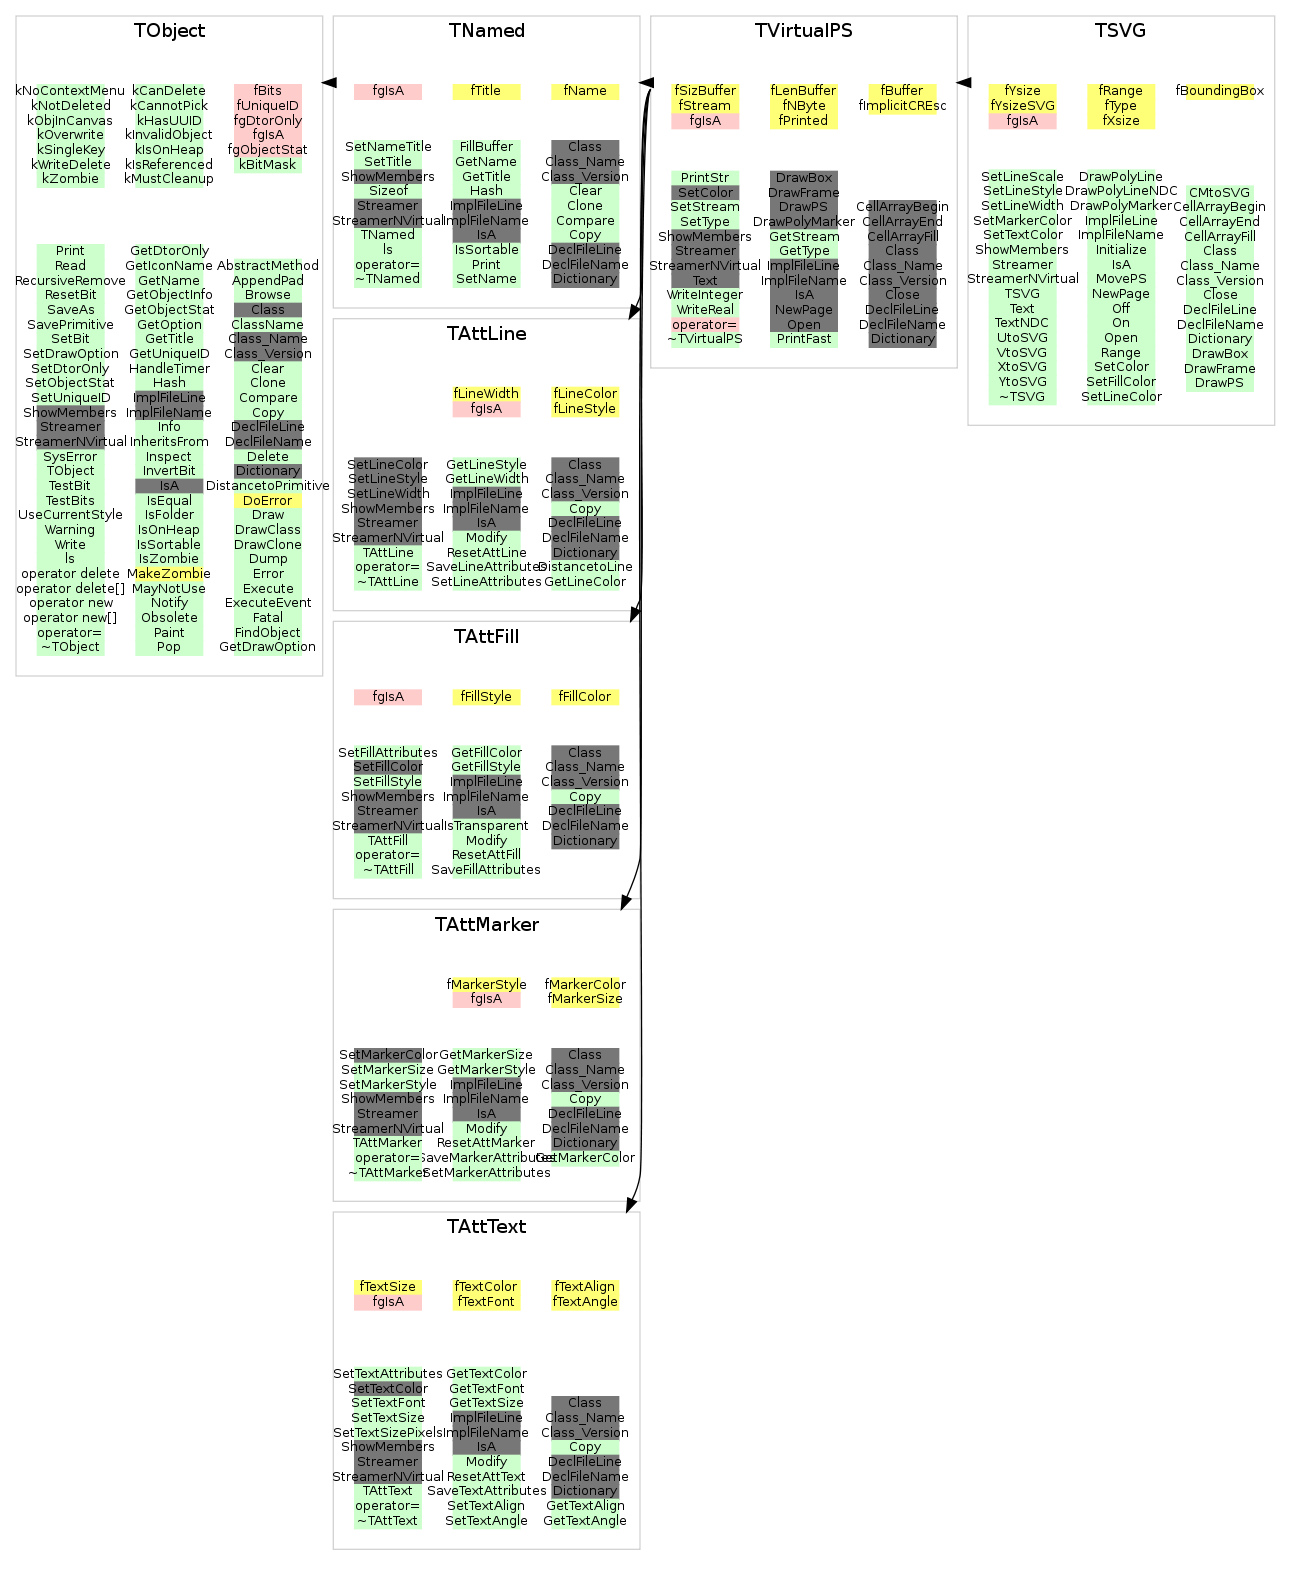 TObject
kNoContextMenu kCanDelete fBits
kNotDeleted kCannotPick fUniqueID
kObjInCanvas kHasUUID fgDtorOnly
kOverwrite kInvalidObject fgIsA
kSingleKey kIsOnHeap fgObjectStat
kWriteDelete kIsReferenced kBitMask
kZombie kMustCleanup
Print GetDtorOnly
Read GetIconName AbstractMethod
RecursiveRemove GetName AppendPad
ResetBit GetObjectInfo Browse
SaveAs GetObjectStat Class
SavePrimitive GetOption ClassName
SetBit GetTitle Class_Name
SetDrawOption GetUniqueID Class_Version
SetDtorOnly HandleTimer Clear
SetObjectStat Hash Clone
SetUniqueID ImplFileLine Compare
ShowMembers ImplFileName Copy
Streamer Info DeclFileLine
StreamerNVirtual InheritsFrom DeclFileName
SysError Inspect Delete
TObject InvertBit Dictionary
TestBit IsA DistancetoPrimitive
TestBits IsEqual DoError
UseCurrentStyle IsFolder Draw
Warning IsOnHeap DrawClass
Write IsSortable DrawClone
ls IsZombie Dump
operator delete MakeZombie Error
operator delete[] MayNotUse Execute
operator new Notify ExecuteEvent
operator new[] Obsolete Fatal
operator= Paint FindObject
~TObject Pop GetDrawOption
TNamed
fgIsA fTitle fName
SetNameTitle FillBuffer Class
SetTitle GetName Class_Name
ShowMembers GetTitle Class_Version
Sizeof Hash Clear
Streamer ImplFileLine Clone
StreamerNVirtual ImplFileName Compare
TNamed IsA Copy
ls IsSortable DeclFileLine
operator= Print DeclFileName
~TNamed SetName Dictionary
TAttLine
fLineWidth fLineColor
fgIsA fLineStyle
SetLineColor GetLineStyle Class
SetLineStyle GetLineWidth Class_Name
SetLineWidth ImplFileLine Class_Version
ShowMembers ImplFileName Copy
Streamer IsA DeclFileLine
StreamerNVirtual Modify DeclFileName
TAttLine ResetAttLine Dictionary
operator= SaveLineAttributes DistancetoLine
~TAttLine SetLineAttributes GetLineColor
TAttFill
fgIsA fFillStyle fFillColor
SetFillAttributes GetFillColor Class
SetFillColor GetFillStyle Class_Name
SetFillStyle ImplFileLine Class_Version
ShowMembers ImplFileName Copy
Streamer IsA DeclFileLine
StreamerNVirtual IsTransparent DeclFileName
TAttFill Modify Dictionary
operator= ResetAttFill
~TAttFill SaveFillAttributes
TAttMarker
fMarkerStyle fMarkerColor
fgIsA fMarkerSize
SetMarkerColor GetMarkerSize Class
SetMarkerSize GetMarkerStyle Class_Name
SetMarkerStyle ImplFileLine Class_Version
ShowMembers ImplFileName Copy
Streamer IsA DeclFileLine
StreamerNVirtual Modify DeclFileName
TAttMarker ResetAttMarker Dictionary
operator= SaveMarkerAttributes GetMarkerColor
~TAttMarker SetMarkerAttributes
TAttText
fTextSize fTextColor fTextAlign
fgIsA fTextFont fTextAngle
SetTextAttributes GetTextColor
SetTextColor GetTextFont
SetTextFont GetTextSize Class
SetTextSize ImplFileLine Class_Name
SetTextSizePixels ImplFileName Class_Version
ShowMembers IsA Copy
Streamer Modify DeclFileLine
StreamerNVirtual ResetAttText DeclFileName
TAttText SaveTextAttributes Dictionary
operator= SetTextAlign GetTextAlign
~TAttText SetTextAngle GetTextAngle
TVirtualPS
fSizBuffer fLenBuffer fBuffer
fStream fNByte fImplicitCREsc
fgIsA fPrinted
PrintStr DrawBox
SetColor DrawFrame
SetStream DrawPS CellArrayBegin
SetType DrawPolyMarker CellArrayEnd
ShowMembers GetStream CellArrayFill
Streamer GetType Class
StreamerNVirtual ImplFileLine Class_Name
Text ImplFileName Class_Version
WriteInteger IsA Close
WriteReal NewPage DeclFileLine
operator= Open DeclFileName
~TVirtualPS PrintFast Dictionary
TSVG
fYsize fRange fBoundingBox
fYsizeSVG fType
fgIsA fXsize
SetLineScale DrawPolyLine
SetLineStyle DrawPolyLineNDC CMtoSVG
SetLineWidth DrawPolyMarker CellArrayBegin
SetMarkerColor ImplFileLine CellArrayEnd
SetTextColor ImplFileName CellArrayFill
ShowMembers Initialize Class
Streamer IsA Class_Name
StreamerNVirtual MovePS Class_Version
TSVG NewPage Close
Text Off DeclFileLine
TextNDC On DeclFileName
UtoSVG Open Dictionary
VtoSVG Range DrawBox
XtoSVG SetColor DrawFrame
YtoSVG SetFillColor DrawPS
~TSVG SetLineColor